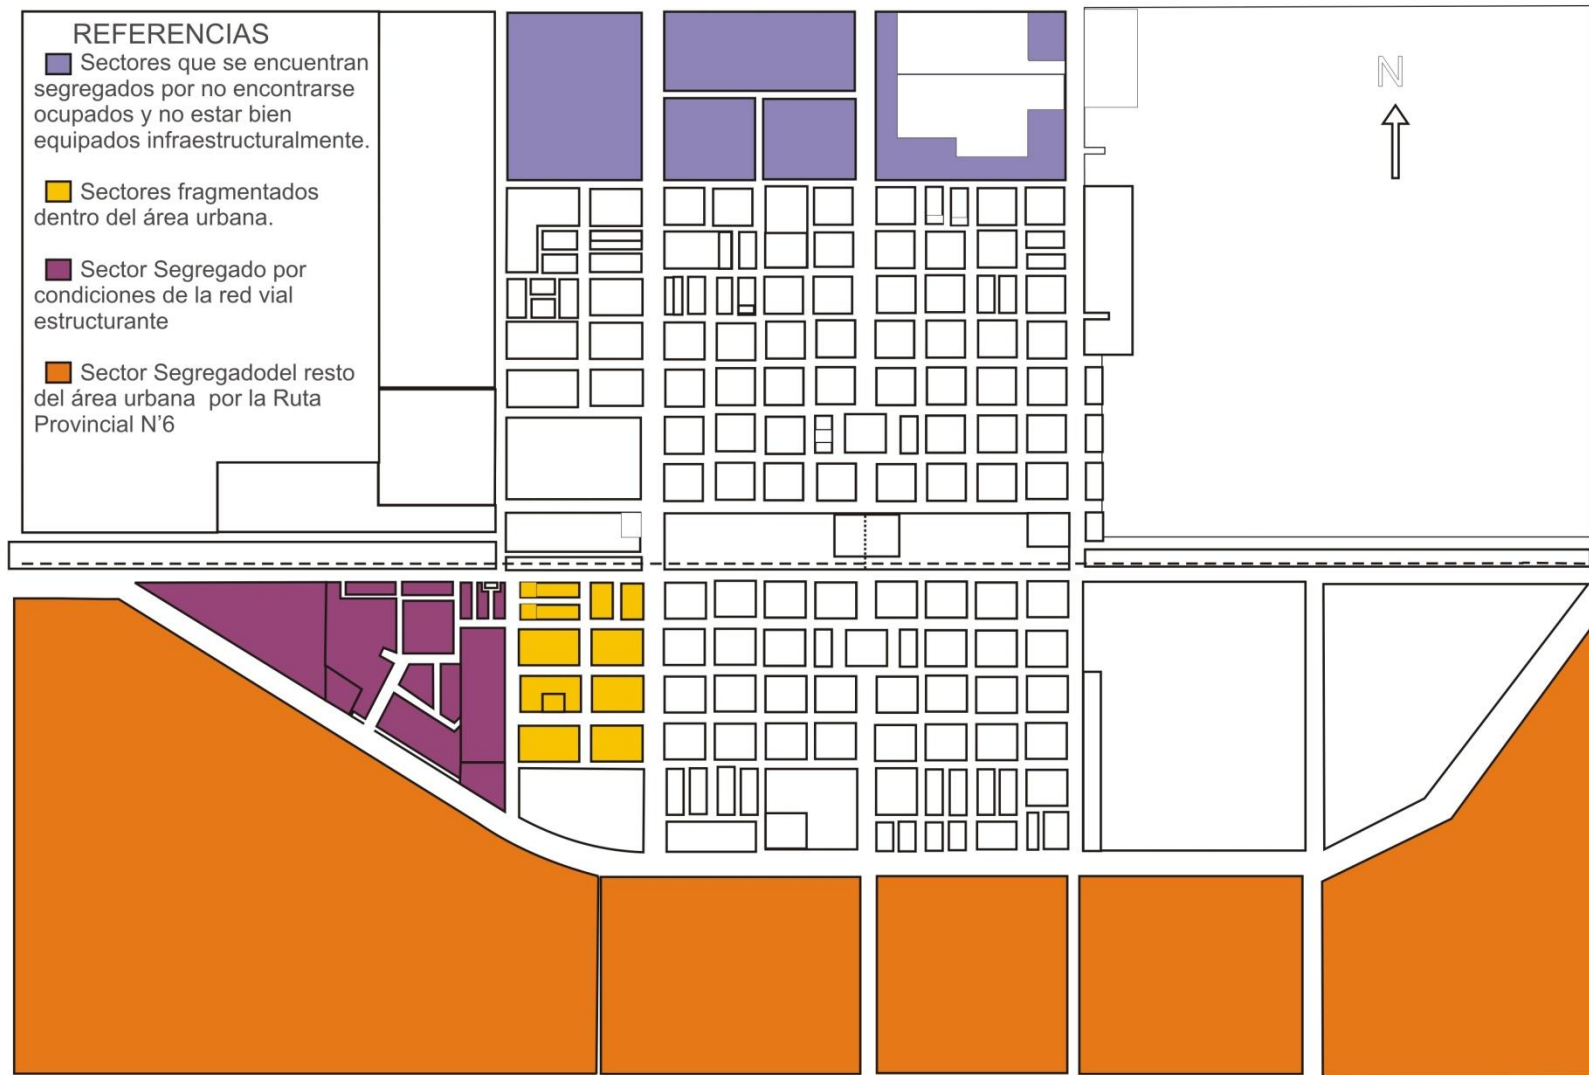 REFERENCIAS
Sectores que se encuentran
segregados por no encontrarse
ocupados y no estar bien
equipados infraestructuralmente.
Sectores fragmentados
dentro del área urbana.
Sector Segregado por
condiciones de la red vial
estructurante
Sector Segregadodel resto
del área urbana por la Ruta
Provincial N'6
N